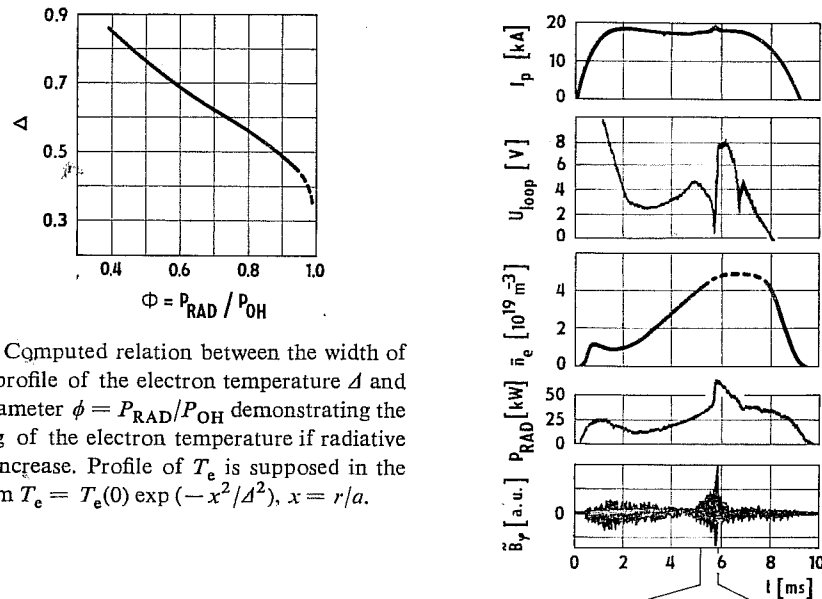 0.9
0.7
Δ
0.5
0.3
0.4 0.6 0.8 1.0
Φ = P_RAD / P_OH
Computed relation between the width of
profile of the electron temperature Δ and
ameter ϕ = P_RAD/P_OH demonstrating the
g of the electron temperature if radiative
ncrease. Profile of T_e is supposed in the
m T_e = T_e(0) exp (−x²/Δ²), x = r/a.
20
10
0
I_p [kA]
8
6
4
2
0
U_loop [V]
4
2
0
n̄_e [10¹⁹ m⁻³]
50
25
0
P_RAD [kW]
0
B̃_φ [a.u.]
0 2 4 6 8 10
t [ms]